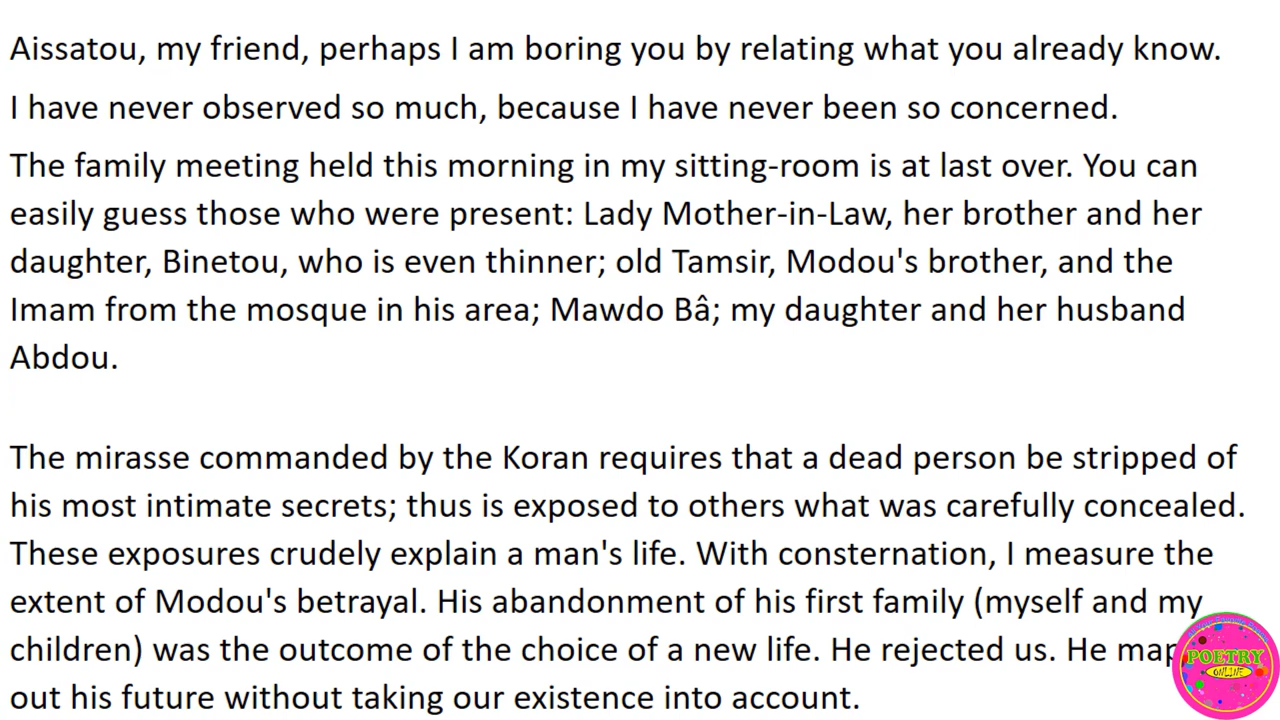 Aissatou, my friend, perhaps I am boring you by relating what you already know.
I have never observed so much, because I have never been so concerned.
The family meeting held this morning in my sitting-room is at last over. You can
easily guess those who were present: Lady Mother-in-Law, her brother and her
daughter, Binetou, who is even thinner; old Tamsir, Modou's brother, and the
Imam from the mosque in his area; Mawdo Bâ; my daughter and her husband
Abdou.
The mirasse commanded by the Koran requires that a dead person be stripped of
his most intimate secrets; thus is exposed to others what was carefully concealed.
These exposures crudely explain a man's life. With consternation, I measure the
extent of Modou's betrayal. His abandonment of his first family (myself and my
children) was the outcome of the choice of a new life. He rejected us. He map
out his future without taking our existence into account.
POETRY
ONLINE